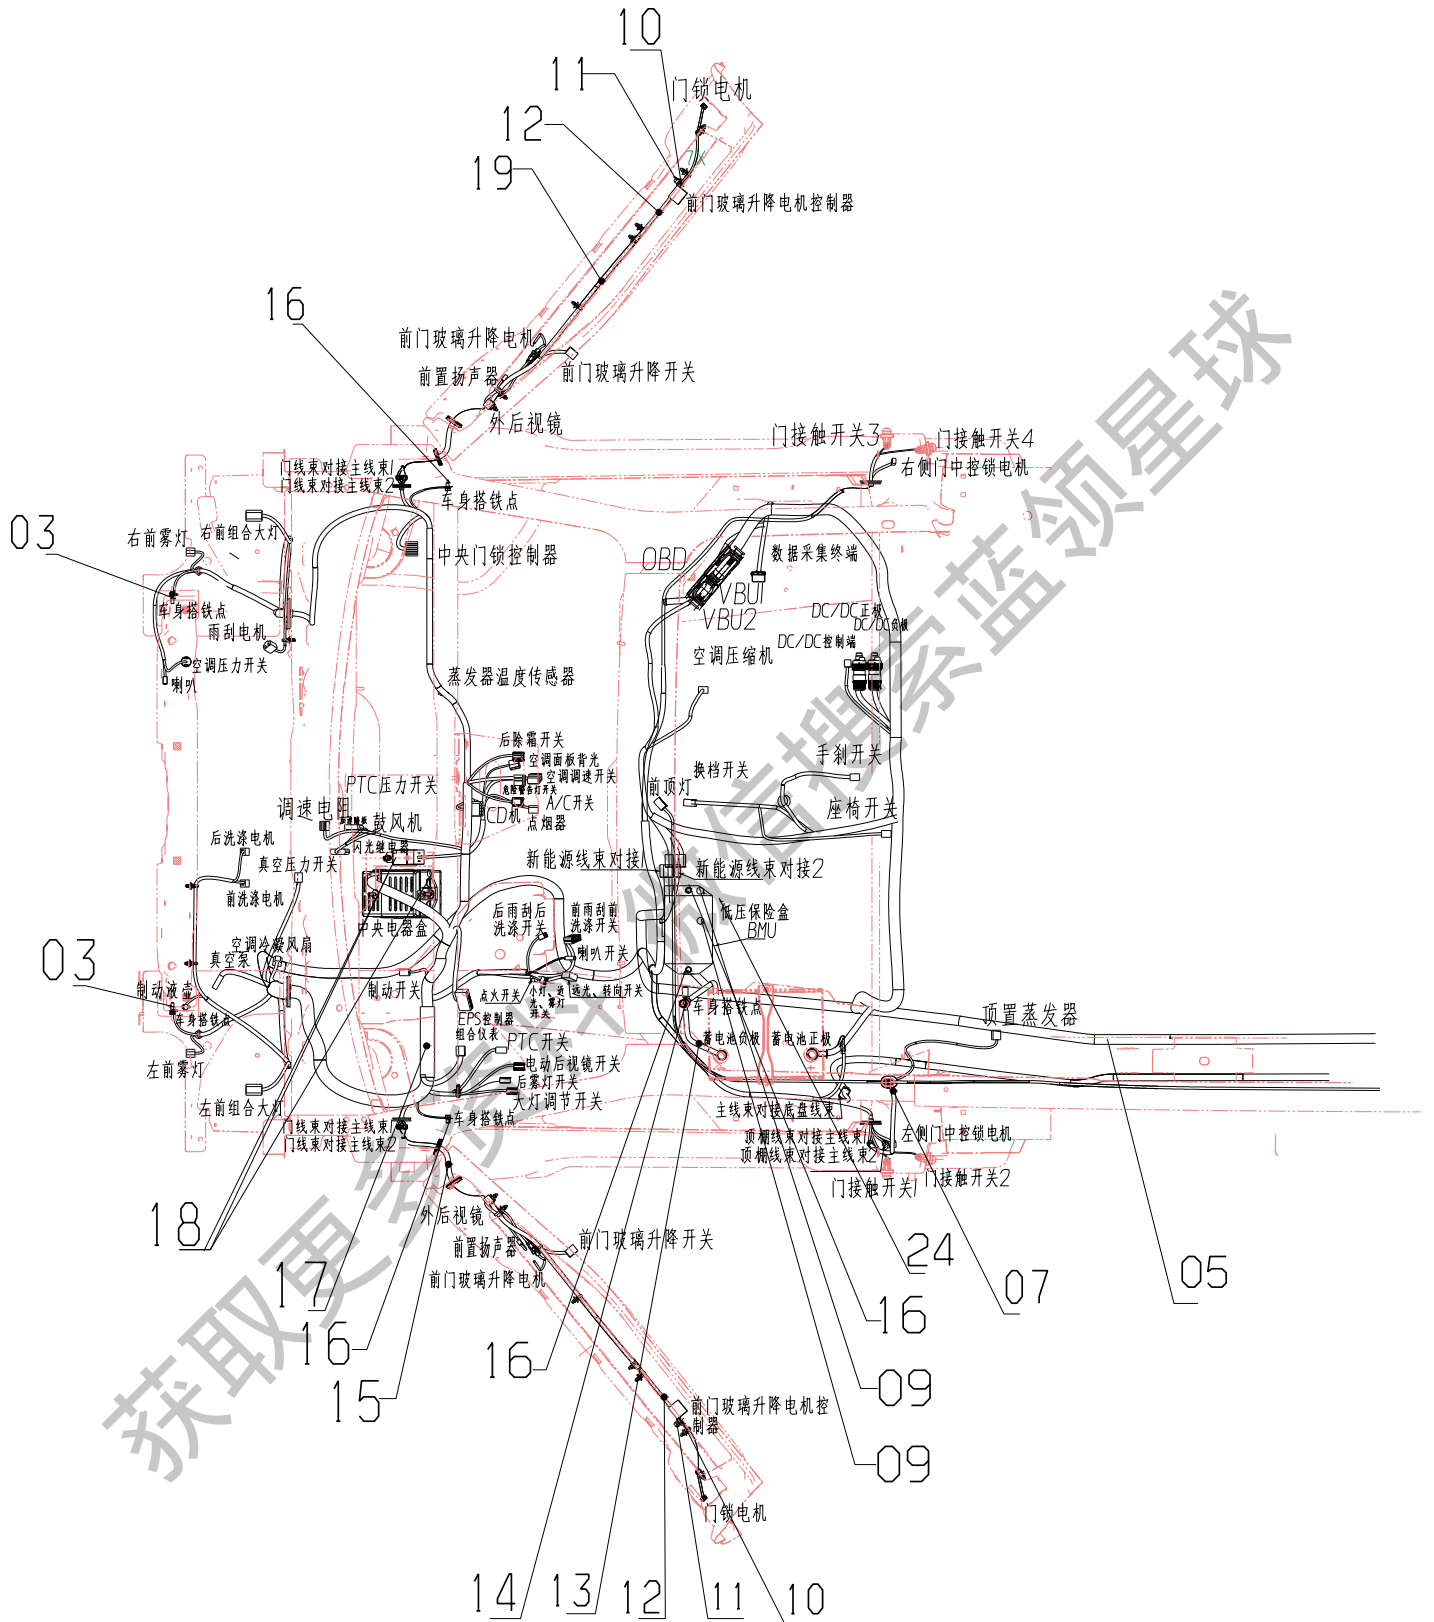 10
11
门锁电机
12
7X
19
前门玻璃升降电机控制器
16
前门玻璃升降电机
前门玻璃升降开关
前置扬声器
外后视镜
门接触开关3
门接触开关4
右侧门中控锁电机
门线束对接主线束1
门线束对接主线束2
车身搭铁点
03
右前雾灯
右前组合大灯
中央门锁控制器
OBD
数据采集终端
VBU1
VBU2
车身搭铁点
雨刮电机
DC/DC正极
DC/DC负极
DC/DC控制端
空调压力开关
喇叭
空调压缩机
蒸发器温度传感器
后除霜开关
空调面板背光
空调调速开关
危险警告灯开关
A/C开关
CD机
点烟器
手刹开关
换档开关
前顶灯
座椅开关
PTC压力开关
调速电阻
鼓风机
闪光继电器
后洗涤电机
真空压力开关
前洗涤电机
新能源线束对接1
新能源线束对接2
中央电器盒
后雨刮后
洗涤开关
前雨刮前
洗涤开关
低压保险盒
BMU
喇叭开关
空调冷凝风扇
真空泵
03
制动液壶
制动开关
点火开关
小灯、近
光、雾灯
开关
远光、转向开关
车身搭铁点
EPS控制器
组合仪表
PTC开关
车身搭铁点
蓄电池负极
蓄电池正极
顶置蒸发器
左前雾灯
电动后视镜开关
后雾灯开关
大灯调节开关
左前组合大灯
车身搭铁点
门线束对接主线束1
门线束对接主线束2
主线束对接底盘线束
顶棚线束对接主线束1
顶棚线束对接主线束2
左侧门中控锁电机
门接触开关1
门接触开关2
外后视镜
前置扬声器
前门玻璃升降开关
前门玻璃升降电机
18
17
16
15
16
24
05
07
16
09
09
前门玻璃升降电机控
制器
门锁电机
14
13
12
11
10
获取更多资料 微信搜索蓝领星球